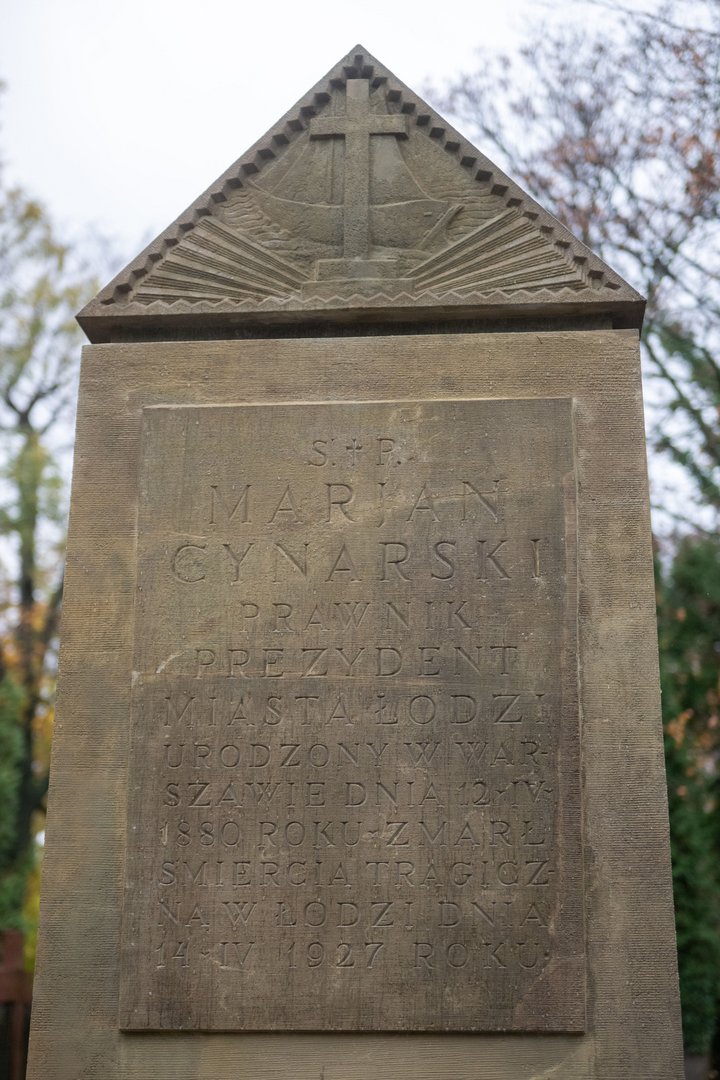 Ś.✝P.
MARJAN
CYNARSKI
PRAWNIK
PREZYDENT
MIASTA ŁODZI
URODZONY W WAR-
SZAWIE DNIA 12-IV-
1880 ROKU-ZMARŁ
ŚMIERCIĄ TRAGICZ-
NĄ W ŁODZI DNIA
14-IV 1927 ROKU-